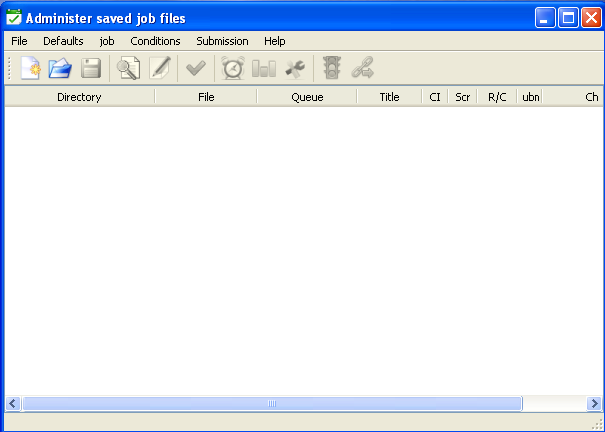 Administer saved job files
File Defaults job Conditions Submission Help
Directory File Queue Title CI Scr R/C ubn Ch